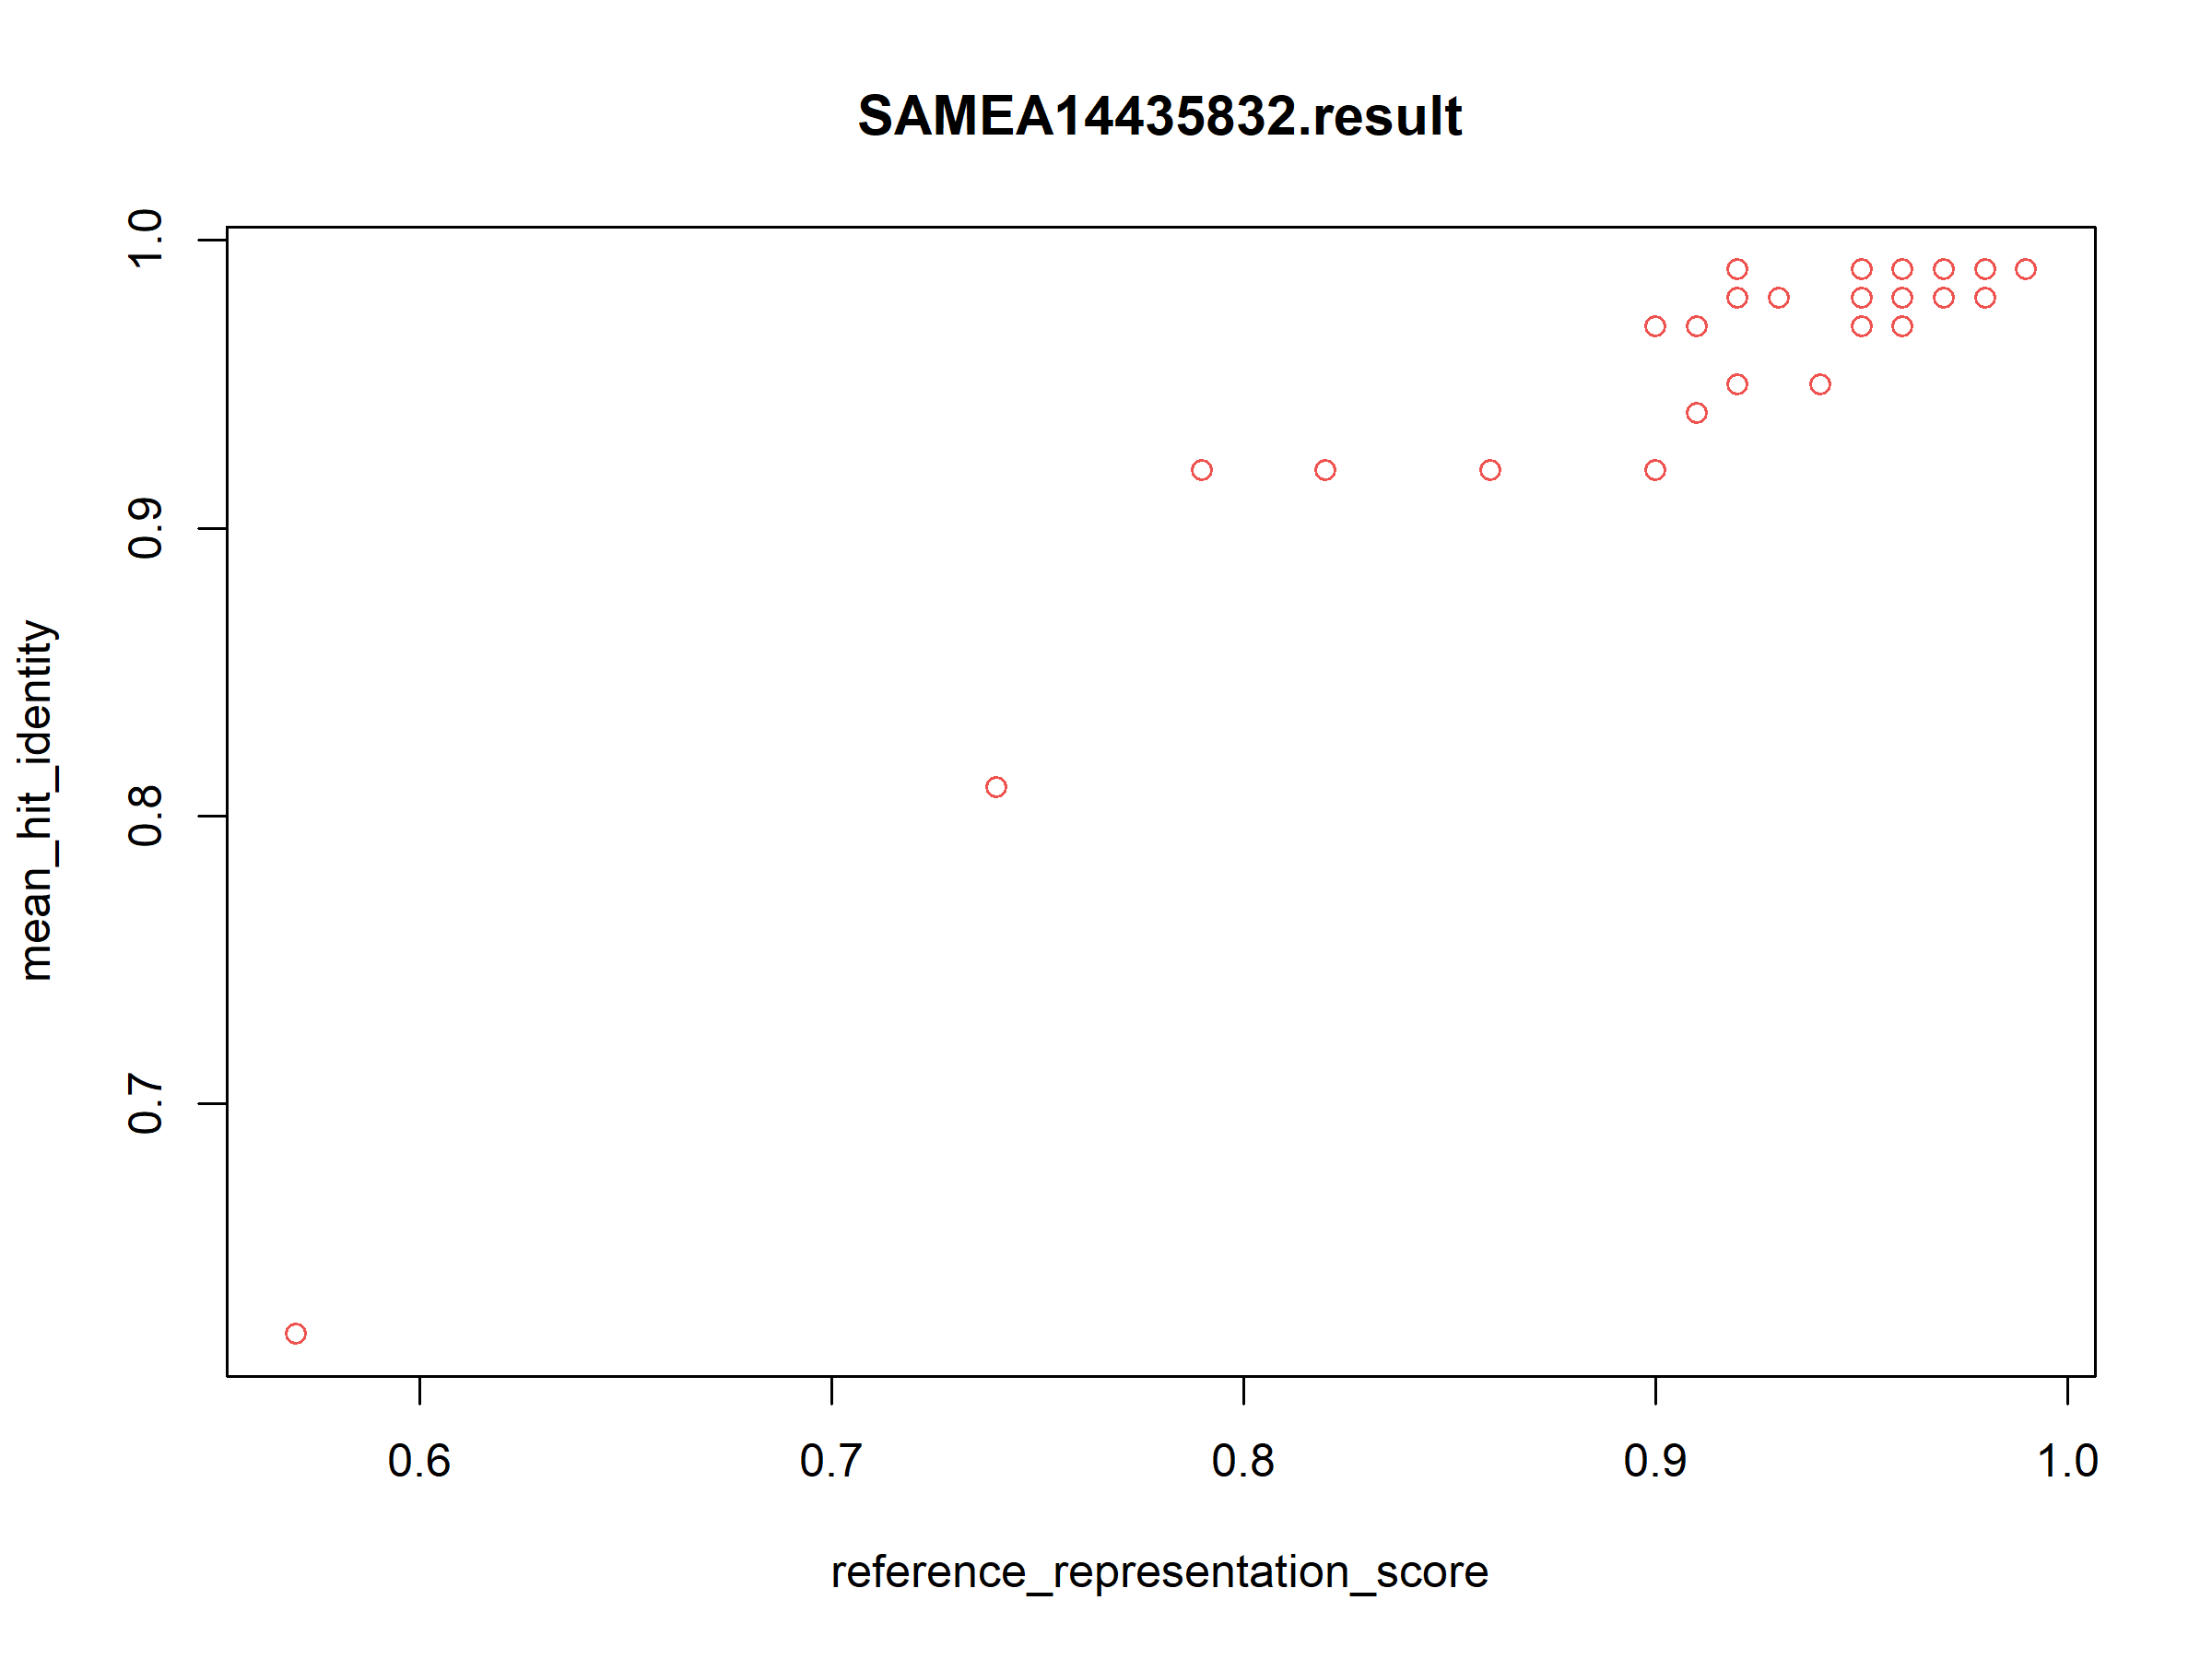 SAMEA14435832.result
1.0
0.9
0.8
0.7
mean_hit_identity
0.6 0.7 0.8 0.9 1.0
reference_representation_score